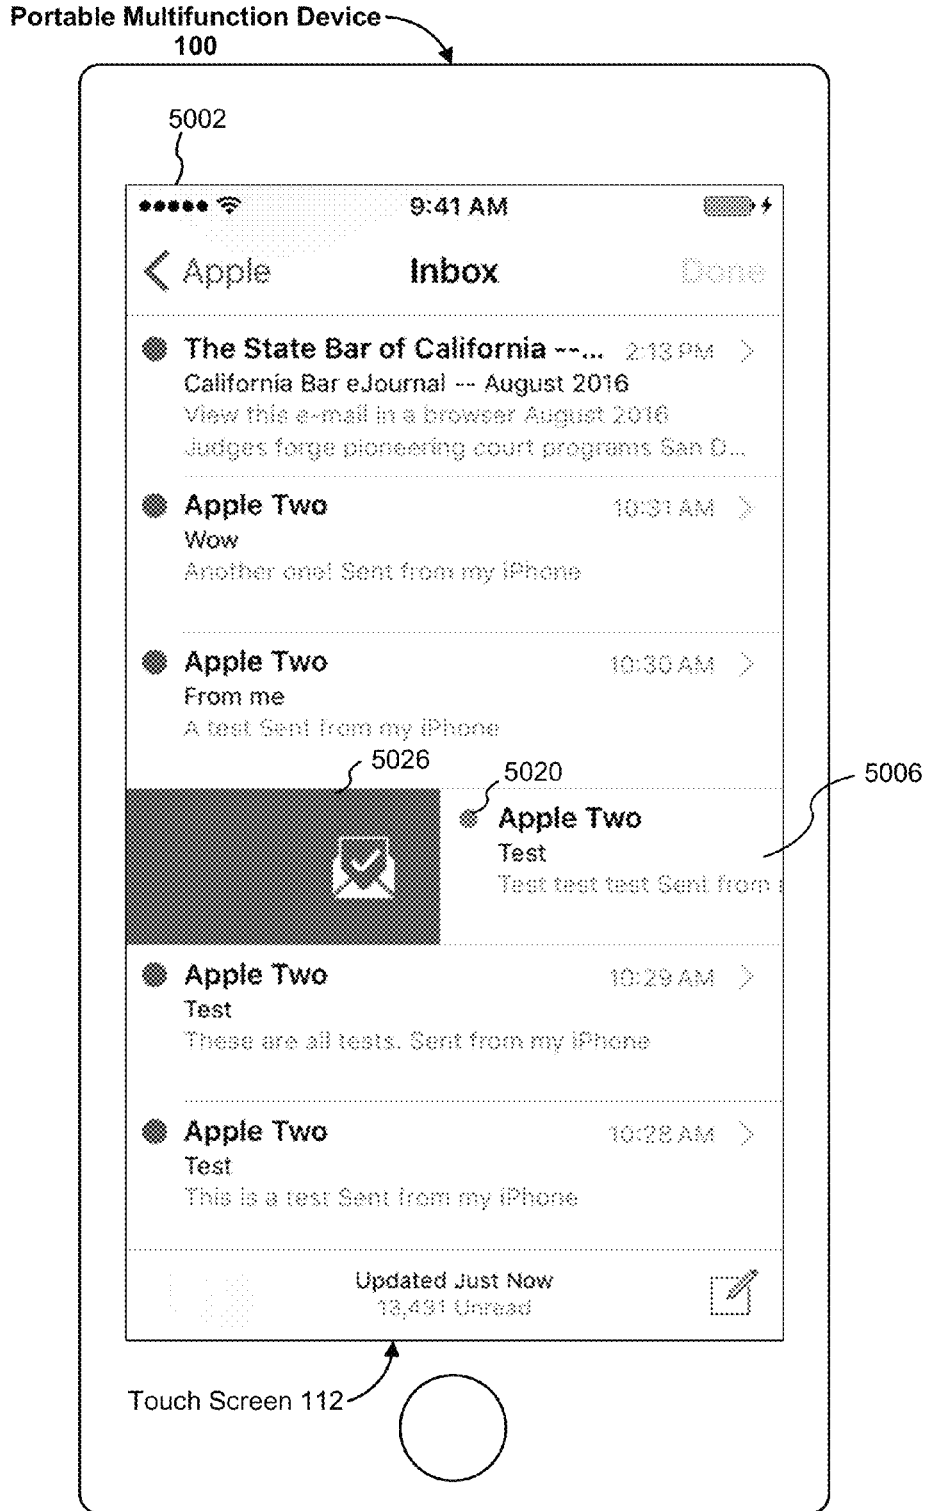 Portable Multifunction Device
100
5002
9:41 AM
Apple Inbox Done
The State Bar of California --... 2:13 PM
California Bar eJournal -- August 2016
View this e-mail in a browser August 2016
Judges forge pioneering court programs San D...
Apple Two 10:31 AM
Wow
Another one! Sent from my iPhone
Apple Two 10:30 AM
From me
A test Sent from my iPhone
5026
5020
5006
Apple Two
Test
Test test test Sent from
Apple Two 10:29 AM
Test
These are all tests. Sent from my iPhone
Apple Two 10:28 AM
Test
This is a test Sent from my iPhone
Updated Just Now
13,431 Unread
Touch Screen 112